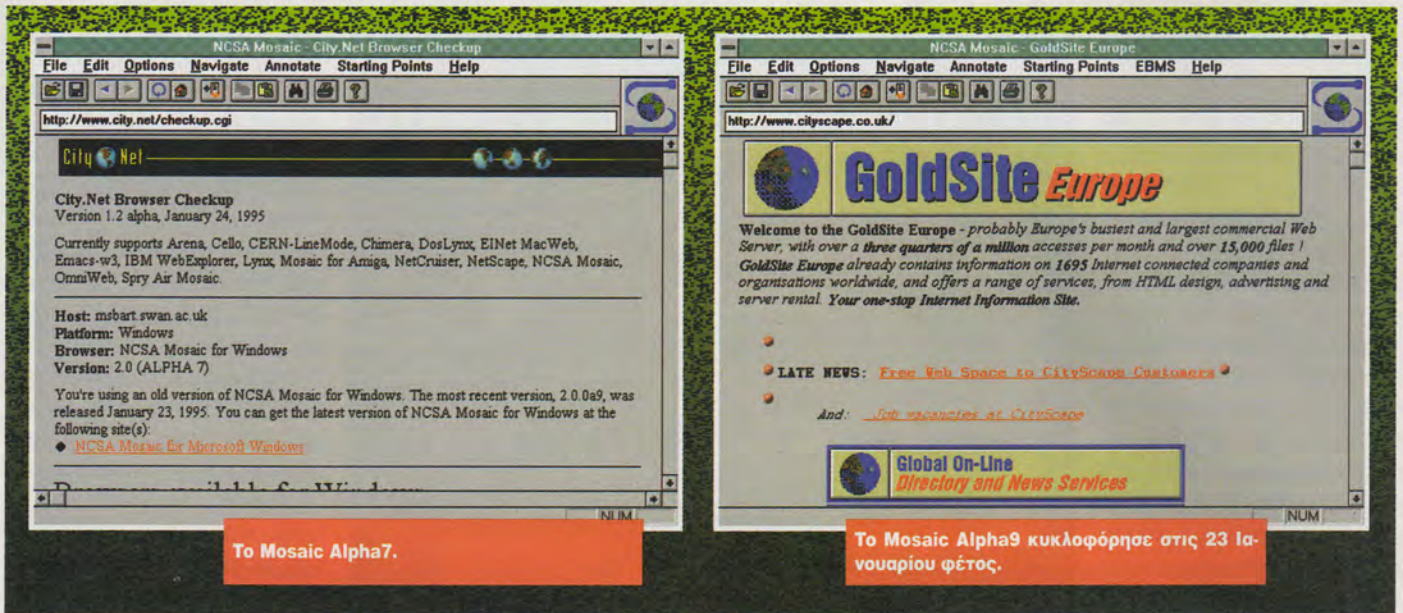 NCSA Mosaic - City.Net Browser Checkup
File Edit Options Navigate Annotate Starting Points Help
http://www.city.net/checkup.cgi
City Net
City.Net Browser Checkup
Version 1.2 alpha, January 24, 1995
Currently supports Arena, Cello, CERN-LineMode, Chimera, DosLynx, EINet MacWeb,
Emacs-w3, IBM WebExplorer, Lynx, Mosaic for Amiga, NetCruiser, NetScape, NCSA Mosaic,
OmniWeb, Spry Air Mosaic.
Host: msbart.swan.ac.uk
Platform: Windows
Browser: NCSA Mosaic for Windows
Version: 2.0 (ALPHA 7)
You're using an old version of NCSA Mosaic for Windows. The most recent version, 2.0.0a9, was
released January 23, 1995. You can get the latest version of NCSA Mosaic for Windows at the
following site(s):
NCSA Mosaic for Microsoft Windows
Browsers available for Windows
NUM
Το Mosaic Alpha7.
NCSA Mosaic - GoldSite Europe
File Edit Options Navigate Annotate Starting Points EBMS Help
http://www.cityscape.co.uk/
GoldSite Europe
Welcome to the GoldSite Europe - probably Europe's busiest and largest commercial Web
Server, with over a three quarters of a million accesses per month and over 15,000 files !
GoldSite Europe already contains information on 1695 Internet connected companies and
organisations worldwide, and offers a range of services, from HTML design, advertising and
server rental. Your one-stop Internet Information Site.
LATE NEWS: Free Web Space to CityScape Customers
And: Job vacancies at CityScape
Global On-Line
Directory and News Services
NUM
Το Mosaic Alpha9 κυκλοφόρησε στις 23 Ια-
νουαρίου φέτος.